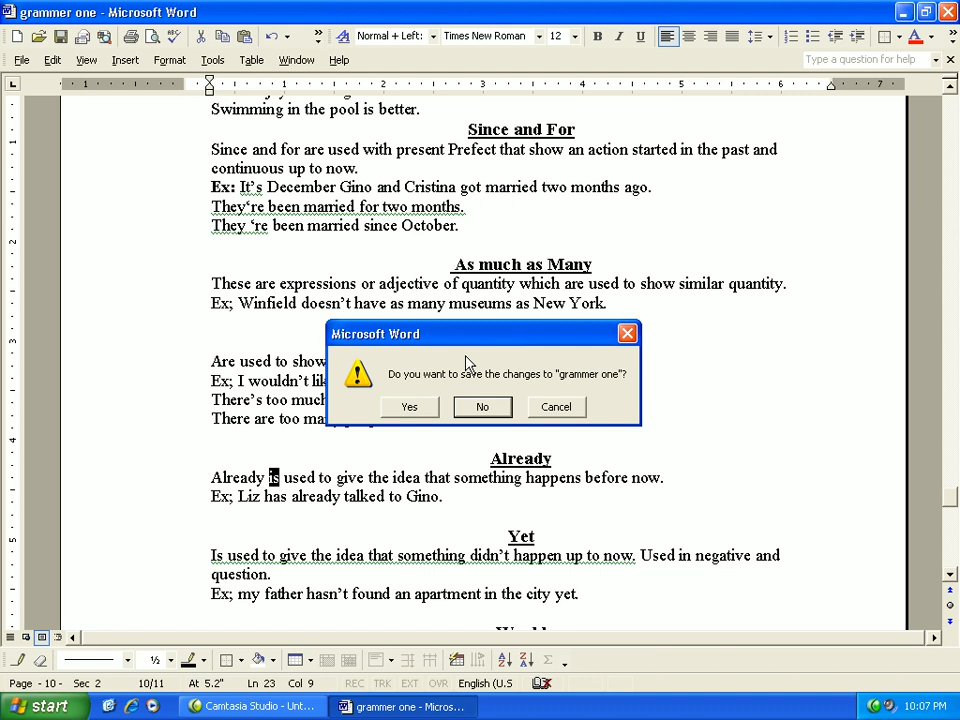 grammer one - Microsoft Word
Normal + Left: Times New Roman 12 B I U
File Edit View Insert Format Tools Table Window Help Type a question for help
1 1 2 3 4 5 6 7
Swimming in the pool is better.
Since and For
Since and for are used with present Prefect that show an action started in the past and
continuous up to now.
Ex: It's December Gino and Cristina got married two months ago.
They're been married for two months.
They 're been married since October.
As much as Many
These are expressions or adjective of quantity which are used to show similar quantity.
Ex; Winfield doesn't have as many museums as New York.
Microsoft Word
Do you want to save the changes to "grammer one"?
Yes No Cancel
Are used to show
Ex; I wouldn't
There's too much
There are too
Already
Already is used to give the idea that something happens before now.
Ex; Liz has already talked to Gino.
Yet
Is used to give the idea that something didn't happen up to now. Used in negative and
question.
Ex; my father hasn't found an apartment in the city yet.
½
Page - 10 - Sec 2 10/11 At 5.2" Ln 23 Col 9 REC TRK EXT OVR English (U.S
start Camtasia Studio - Unt... grammer one - Micros... 10:07 PM